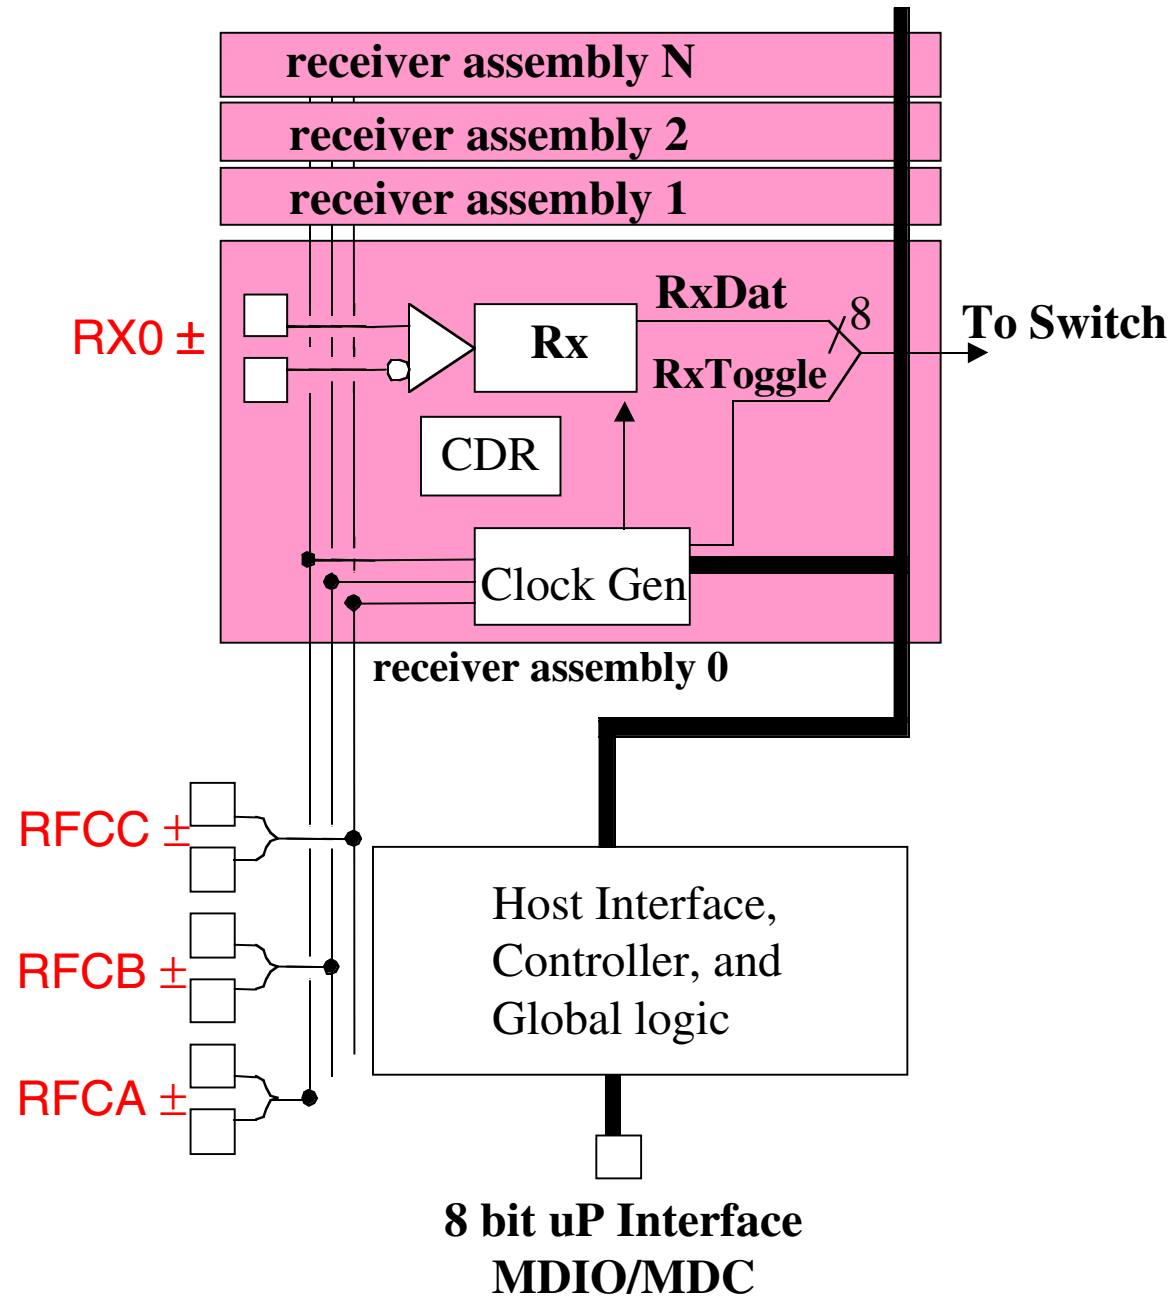 receiver assembly N
receiver assembly 2
receiver assembly 1
RxDat
8
RX0 ±
Rx
To Switch
RxToggle
CDR
Clock Gen
receiver assembly 0
RFCC ±
Host Interface,
Controller, and
Global logic
RFCB ±
RFCA ±
8 bit uP Interface
MDIO/MDC